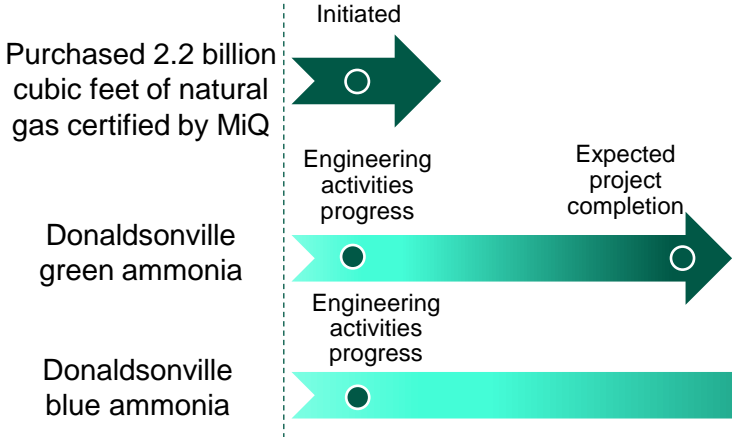 Initiated
Purchased 2.2 billion
cubic feet of natural
gas certified by MiQ
Engineering
activities
progress
Expected
project
completion
Donaldsonville
green ammonia
Engineering
activities
progress
Donaldsonville
blue ammonia